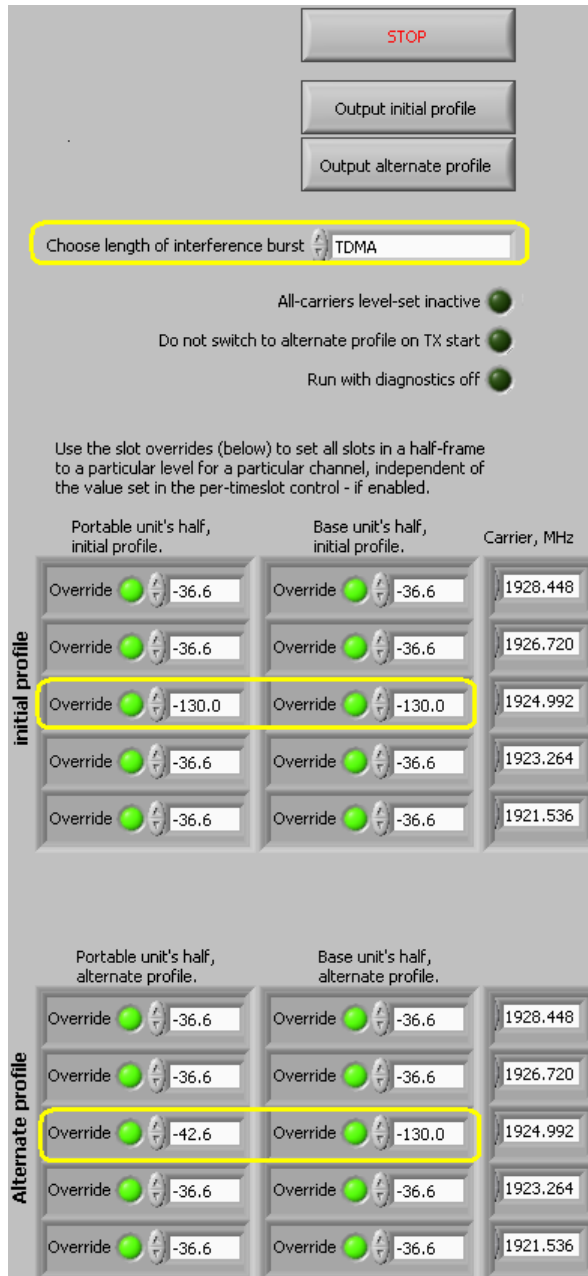 STOP
Output initial profile
Output alternate profile
Choose length of interference burst TDMA
All-carriers level-set inactive
Do not switch to alternate profile on TX start
Run with diagnostics off
Use the slot overrides (below) to set all slots in a half-frame
to a particular level for a particular channel, independent of
the value set in the per-timeslot control - if enabled.
Portable unit's half,
initial profile.
Base unit's half,
initial profile.
Carrier, MHz
initial profile
Override -36.6 Override -36.6 1928.448
Override -36.6 Override -36.6 1926.720
Override -130.0 Override -130.0 1924.992
Override -36.6 Override -36.6 1923.264
Override -36.6 Override -36.6 1921.536
Portable unit's half,
alternate profile.
Base unit's half,
alternate profile.
Alternate profile
Override -36.6 Override -36.6 1928.448
Override -36.6 Override -36.6 1926.720
Override -42.6 Override -130.0 1924.992
Override -36.6 Override -36.6 1923.264
Override -36.6 Override -36.6 1921.536